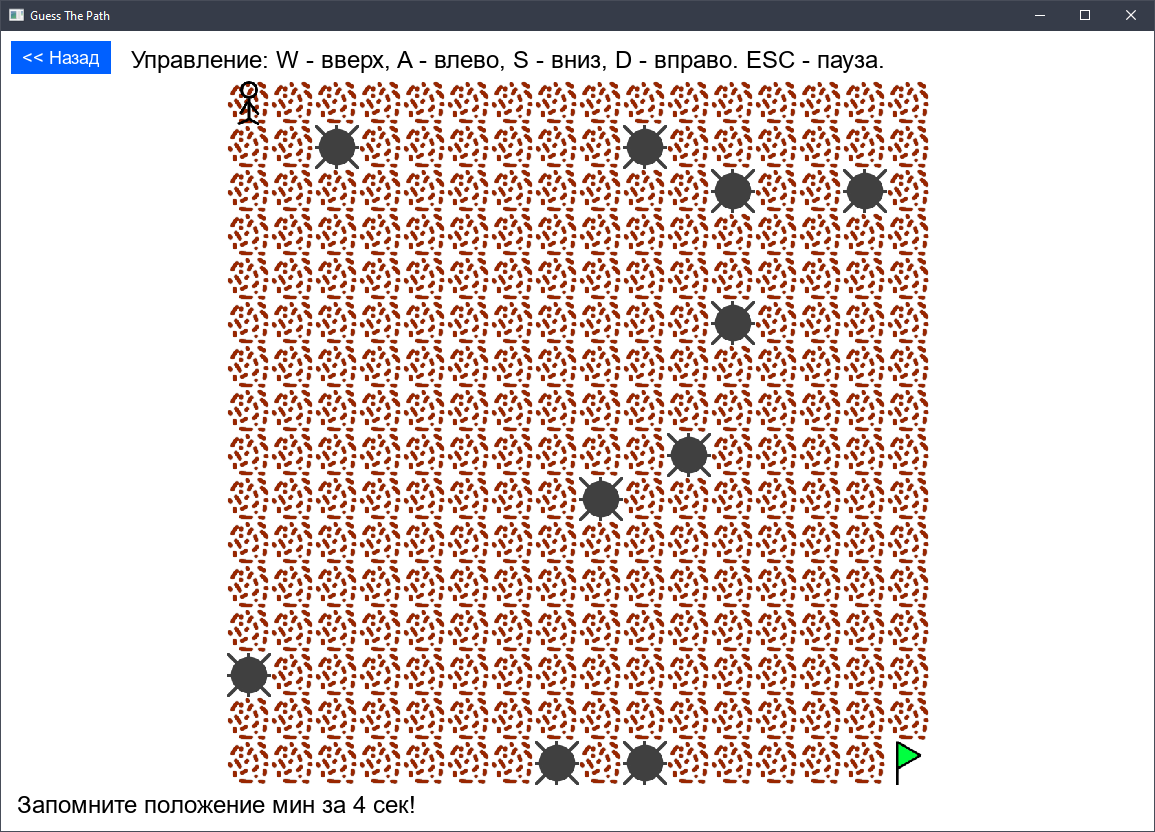 Guess The Path
<< Назад
Управление: W - вверх, A - влево, S - вниз, D - вправо. ESC - пауза.
Запомните положение мин за 4 сек!